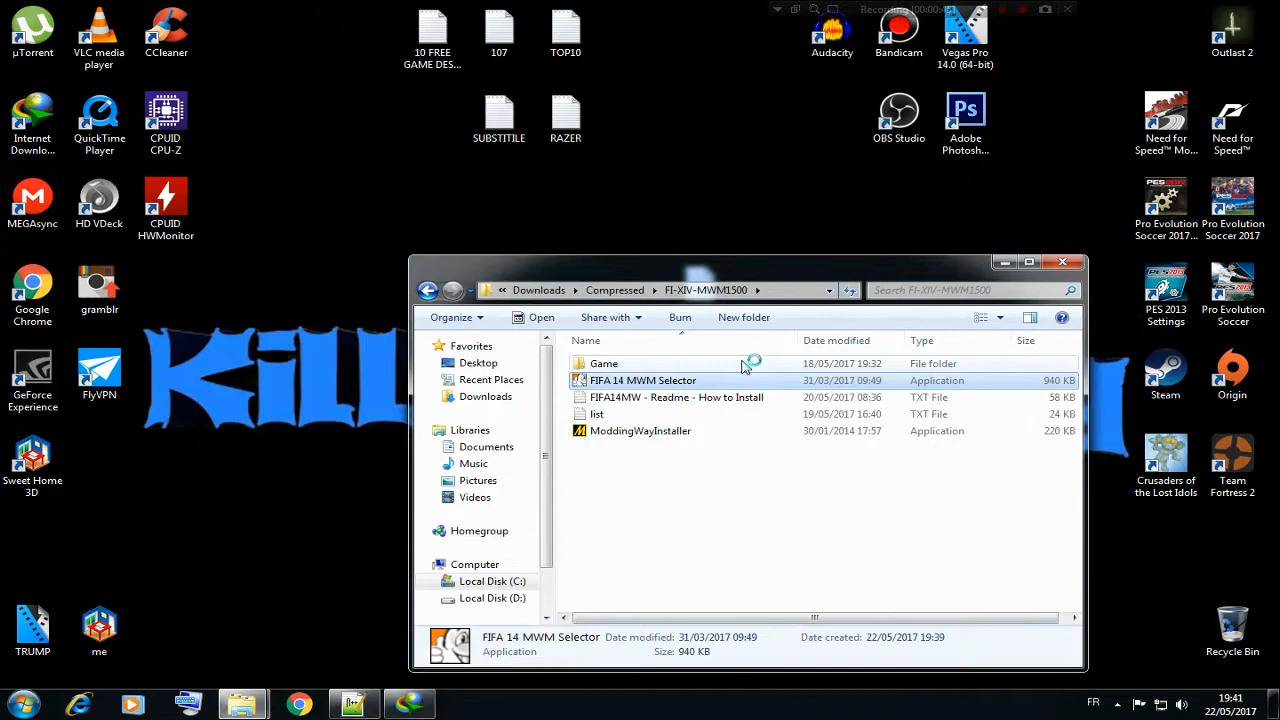 Recording [00:00:45]
µTorrent
VLC media player
CCleaner
10 FREE GAME DES...
107
TOP10
Audacity
Bandicam
Vegas Pro 14.0 (64-bit)
Outlast 2
Internet Downlo...
QuickTime Player
CPUID CPU-Z
SUBSTITILE
RAZER
OBS Studio
Adobe Photosh...
Need for Speed™ Mo...
Need for Speed™
MEGAsync
HD VDeck
CPUID HWMonitor
Pro Evolution Soccer 2017...
Pro Evolution Soccer 2017
Google Chrome
gramblr
PES 2013 Settings
Pro Evolution Soccer
GeForce Experience
FlyVPN
Steam
Origin
Sweet Home 3D
Crusaders of the Lost Idols
Team Fortress 2
TRUMP
me
Recycle Bin
Kill
« Downloads Compressed FI-XIV-MWM1500
Search FI-XIV-MWM1500
Organize Open Share with Burn New folder
Name Date modified Type Size
Game 18/05/2017 19:32 File folder
FIFA 14 MWM Selector 31/03/2017 09:49 Application 940 KB
FIFA14MW - Readme - How to Install 20/05/2017 08:36 TXT File 58 KB
list 19/05/2017 16:40 TXT File 24 KB
ModdingWayInstaller 30/01/2014 17:57 Application 220 KB
Favorites
Desktop
Recent Places
Downloads
Libraries
Documents
Music
Pictures
Videos
Homegroup
Computer
Local Disk (C:)
Local Disk (D:)
FIFA 14 MWM Selector Date modified: 31/03/2017 09:49 Date created: 22/05/2017 19:39
Application Size: 940 KB
FR
19:41
22/05/2017